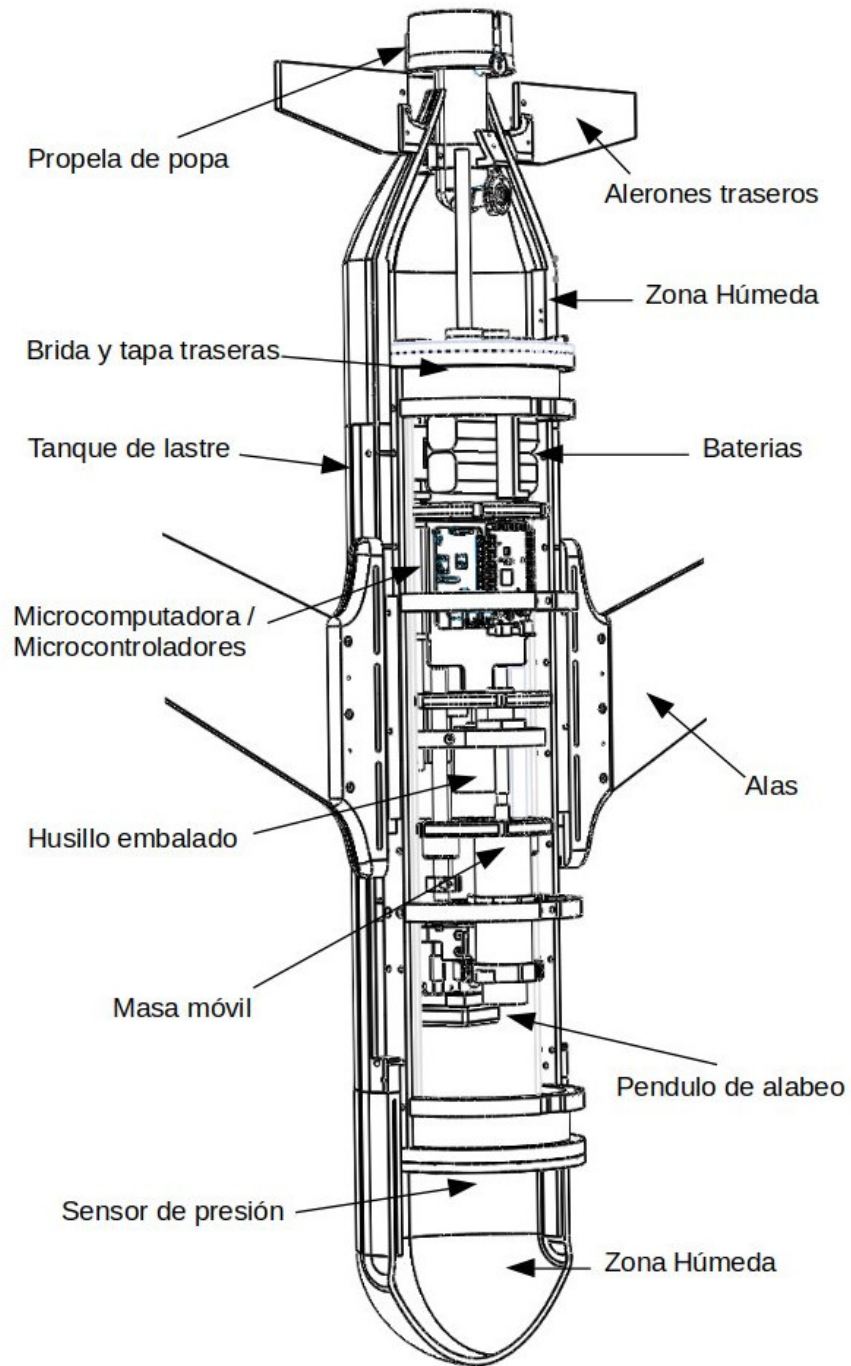 Propela de popa
Alerones traseros
Zona Húmeda
Brida y tapa traseras
Tanque de lastre
Baterias
Microcomputadora /
Microcontroladores
Alas
Husillo embalado
Masa móvil
Pendulo de alabeo
Sensor de presión
Zona Húmeda